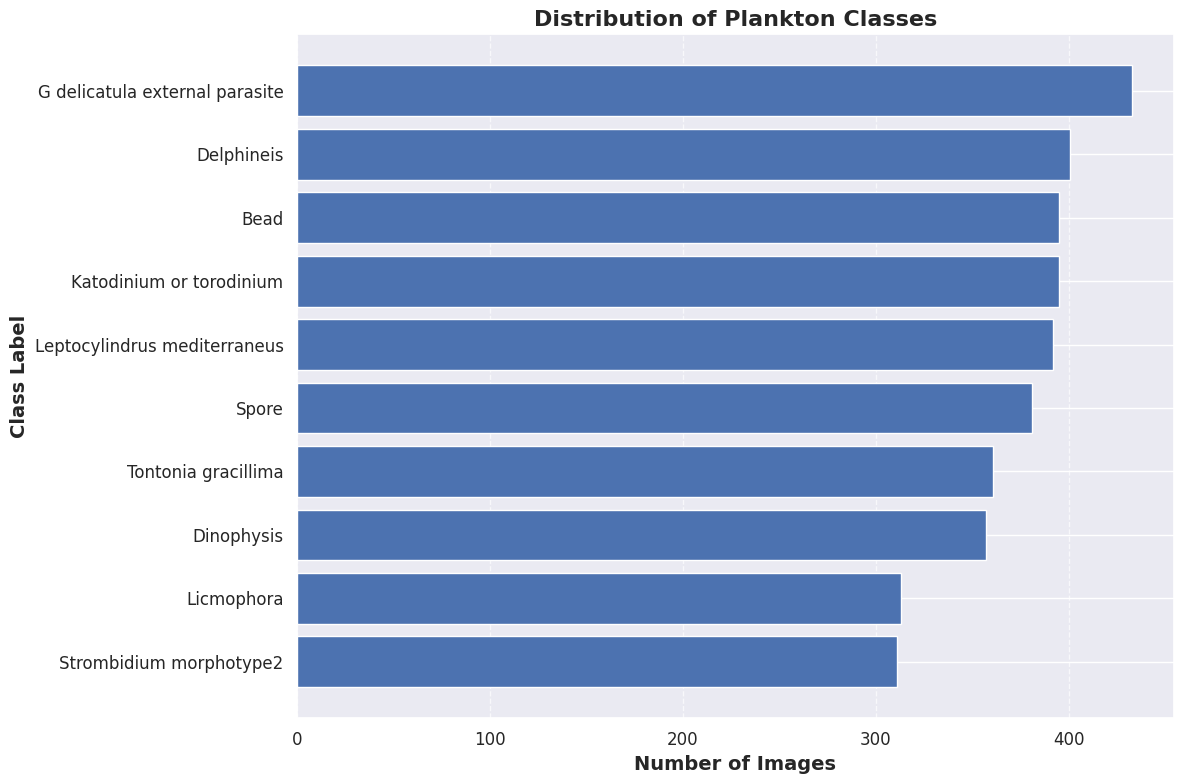 Distribution of Plankton Classes
G delicatula external parasite
Delphineis
Bead
Katodinium or torodinium
Leptocylindrus mediterraneus
Spore
Tontonia gracillima
Dinophysis
Licmophora
Strombidium morphotype2
Class Label
0 100 200 300 400
Number of Images